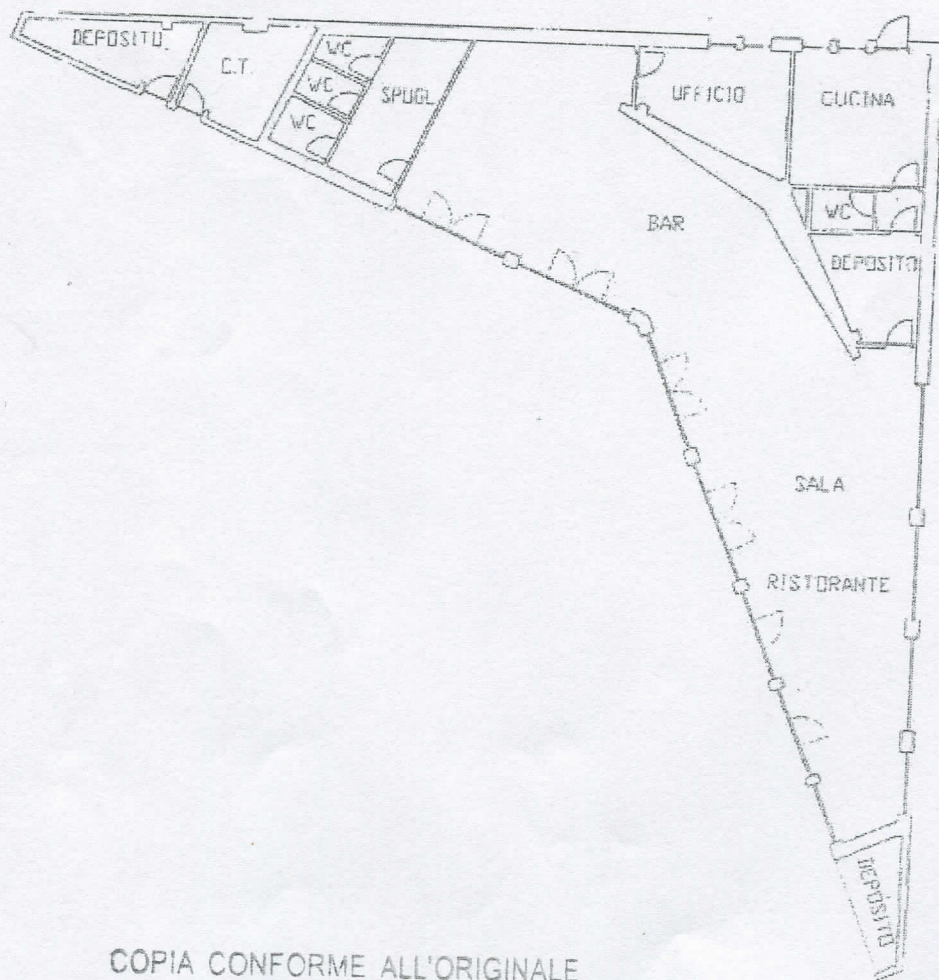 DEPOSITO
C.T.
WC
WC
WC
SPOGL.
UFFICIO
CUCINA
BAR
WC
DEPOSITO
SALA
RISTORANTE
DEPOSITO
COPIA CONFORME ALL'ORIGINALE